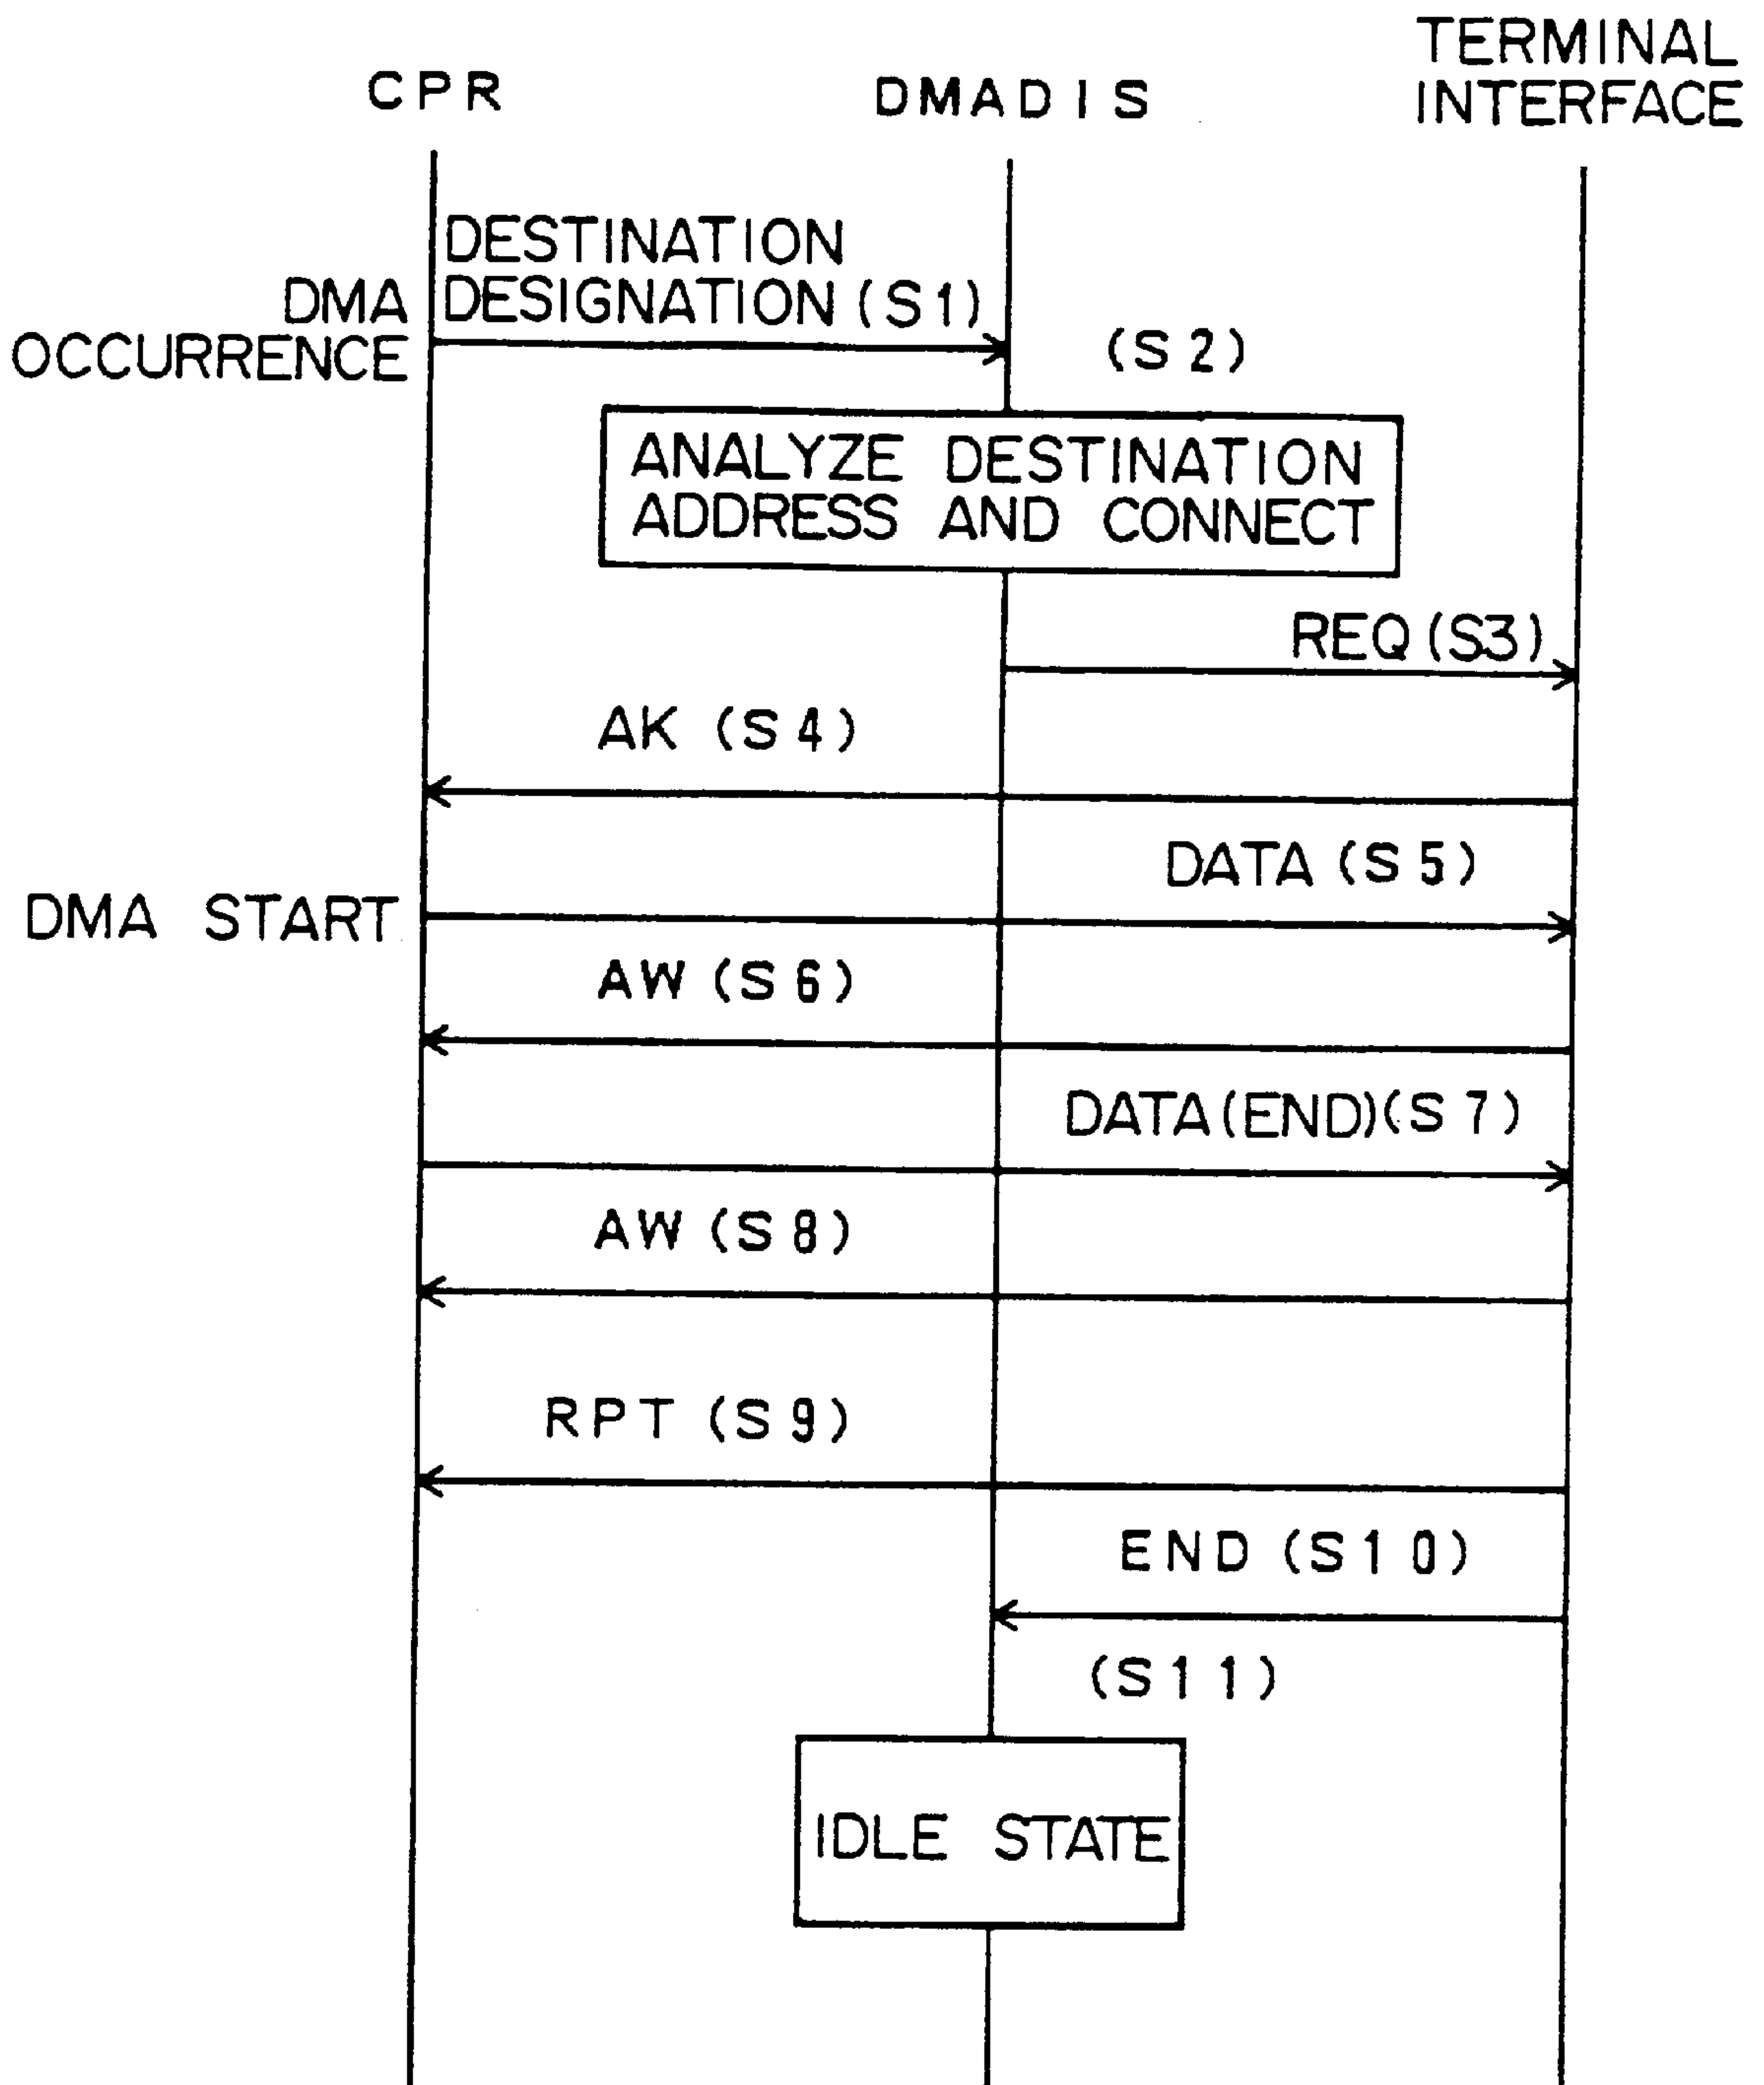 CPR
DMADIS
TERMINAL
INTERFACE
DESTINATION
DESIGNATION (S1)
DMA
OCCURRENCE
(S2)
ANALYZE DESTINATION
ADDRESS AND CONNECT
REQ (S3)
AK (S4)
DATA (S5)
DMA START
AW (S6)
DATA(END)(S7)
AW (S8)
RPT (S9)
END (S10)
(S11)
IDLE STATE